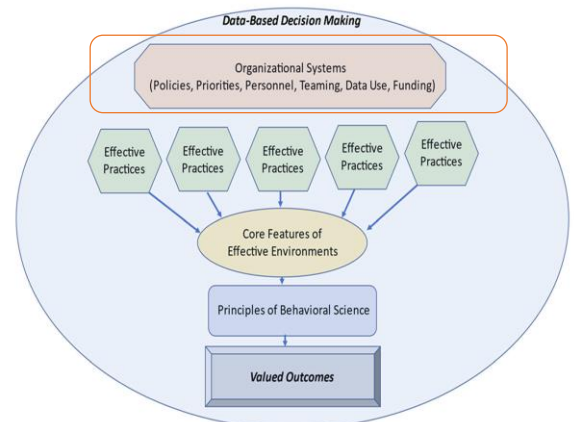 Data-Based Decision Making
Organizational Systems
(Policies, Priorities, Personnel, Teaming, Data Use, Funding)
Effective
Practices
Effective
Practices
Effective
Practices
Effective
Practices
Effective
Practices
Core Features of
Effective Environments
Principles of Behavioral Science
Valued Outcomes